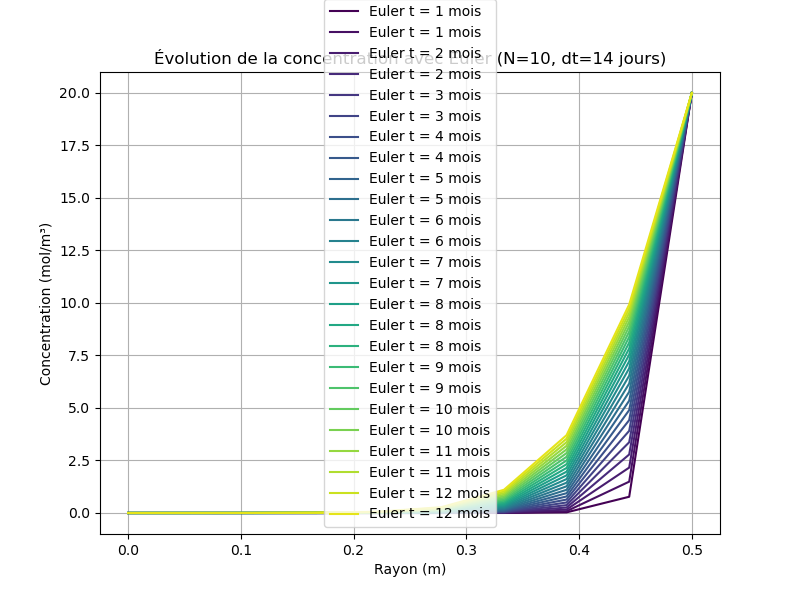 Évolution de la concentration avec Euler (N=10, dt=14 jours)
Euler t = 1 mois
Euler t = 1 mois
Euler t = 2 mois
Euler t = 2 mois
Euler t = 3 mois
Euler t = 3 mois
Euler t = 4 mois
Euler t = 4 mois
Euler t = 5 mois
Euler t = 5 mois
Euler t = 6 mois
Euler t = 6 mois
Euler t = 7 mois
Euler t = 7 mois
Euler t = 8 mois
Euler t = 8 mois
Euler t = 8 mois
Euler t = 9 mois
Euler t = 9 mois
Euler t = 10 mois
Euler t = 10 mois
Euler t = 11 mois
Euler t = 11 mois
Euler t = 12 mois
Euler t = 12 mois
Concentration (mol/m³)
20.0
17.5
15.0
12.5
10.0
7.5
5.0
2.5
0.0
0.0 0.1 0.2 0.3 0.4 0.5
Rayon (m)